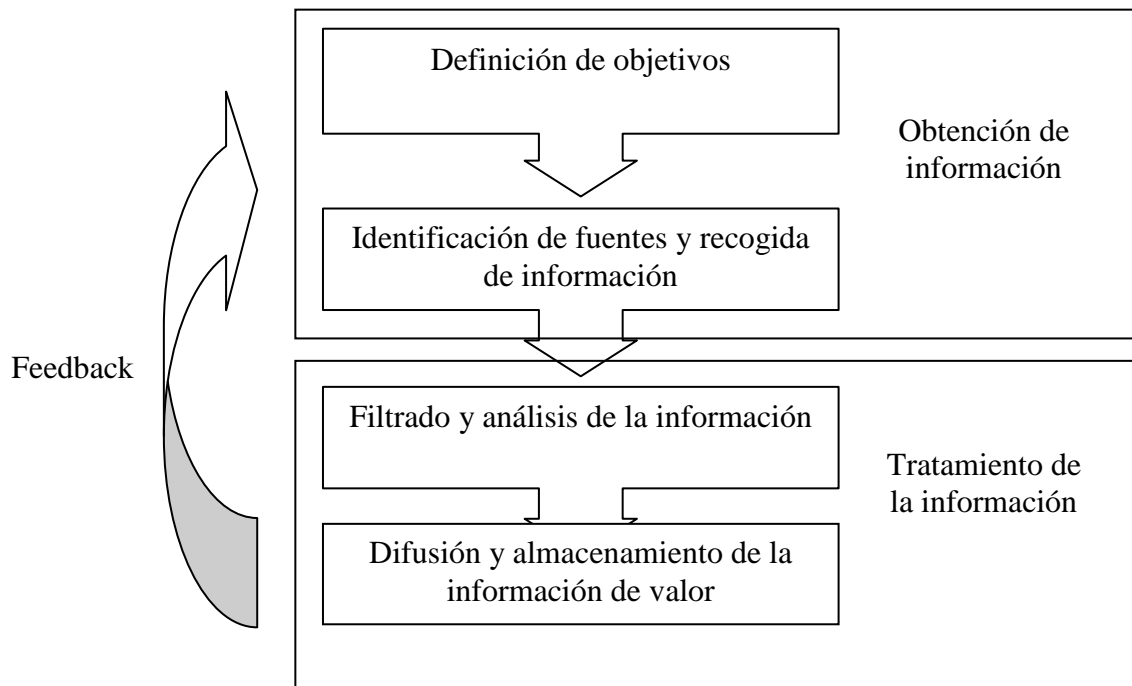 Definición de objetivos
Obtención de
información
Identificación de fuentes y recogida
de información
Feedback
Filtrado y análisis de la información
Tratamiento de
la información
Difusión y almacenamiento de la
información de valor